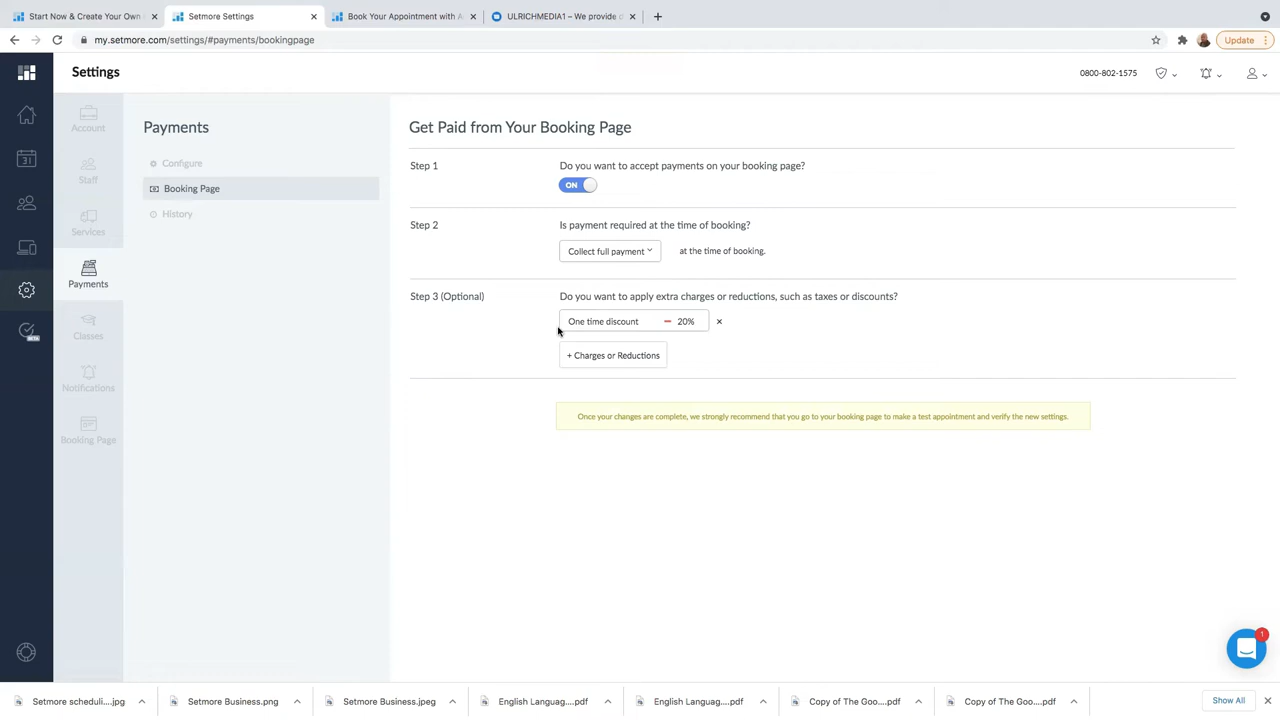 Start Now & Create Your Own
Setmore Settings
Book Your Appointment with A
ULRICHMEDIA1 – We provide o
my.setmore.com/settings/#payments/bookingpage
Update
Settings
0800-802-1575
Account
Staff
Services
Payments
Classes
Notifications
Booking Page
31
BETA
Payments
Configure
Booking Page
History
Get Paid from Your Booking Page
Step 1
Do you want to accept payments on your booking page?
ON
Step 2
Is payment required at the time of booking?
Collect full payment
at the time of booking.
Step 3 (Optional)
Do you want to apply extra charges or reductions, such as taxes or discounts?
One time discount − 20% ×
+ Charges or Reductions
Once your changes are complete, we strongly recommend that you go to your booking page to make a test appointment and verify the new settings.
1
Setmore scheduli....jpg
Setmore Business.png
Setmore Business.jpeg
English Languag....pdf
English Languag....pdf
Copy of The Goo....pdf
Copy of The Goo....pdf
Show All